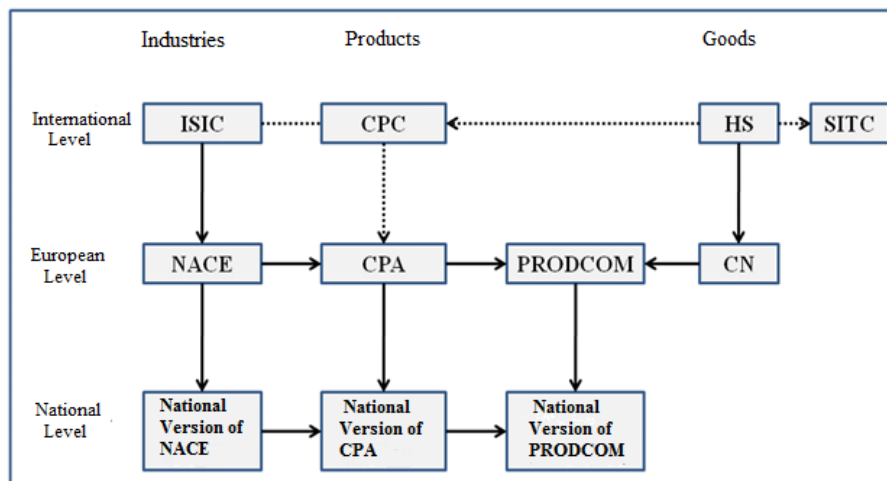 Industries Products Goods
International
Level
ISIC CPC HS SITC
European
Level
NACE CPA PRODCOM CN
National
Level
National
Version of
NACE
National
Version of
CPA
National
Version of
PRODCOM